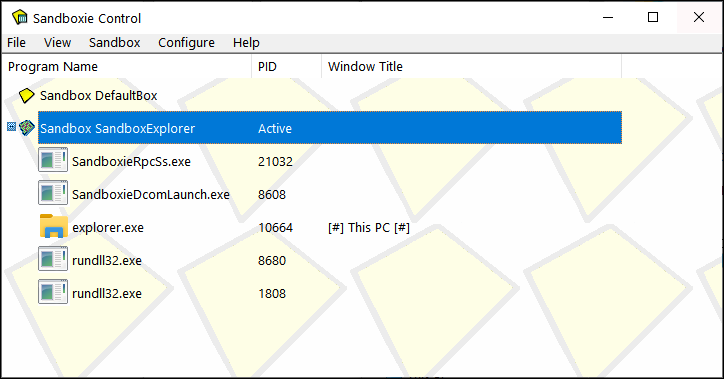 Sandboxie Control
File View Sandbox Configure Help
Program Name PID Window Title
Sandbox DefaultBox
Sandbox SandboxExplorer Active
SandboxieRpcSs.exe 21032
SandboxieDcomLaunch.exe 8608
explorer.exe 10664 [#] This PC [#]
rundll32.exe 8680
rundll32.exe 1808